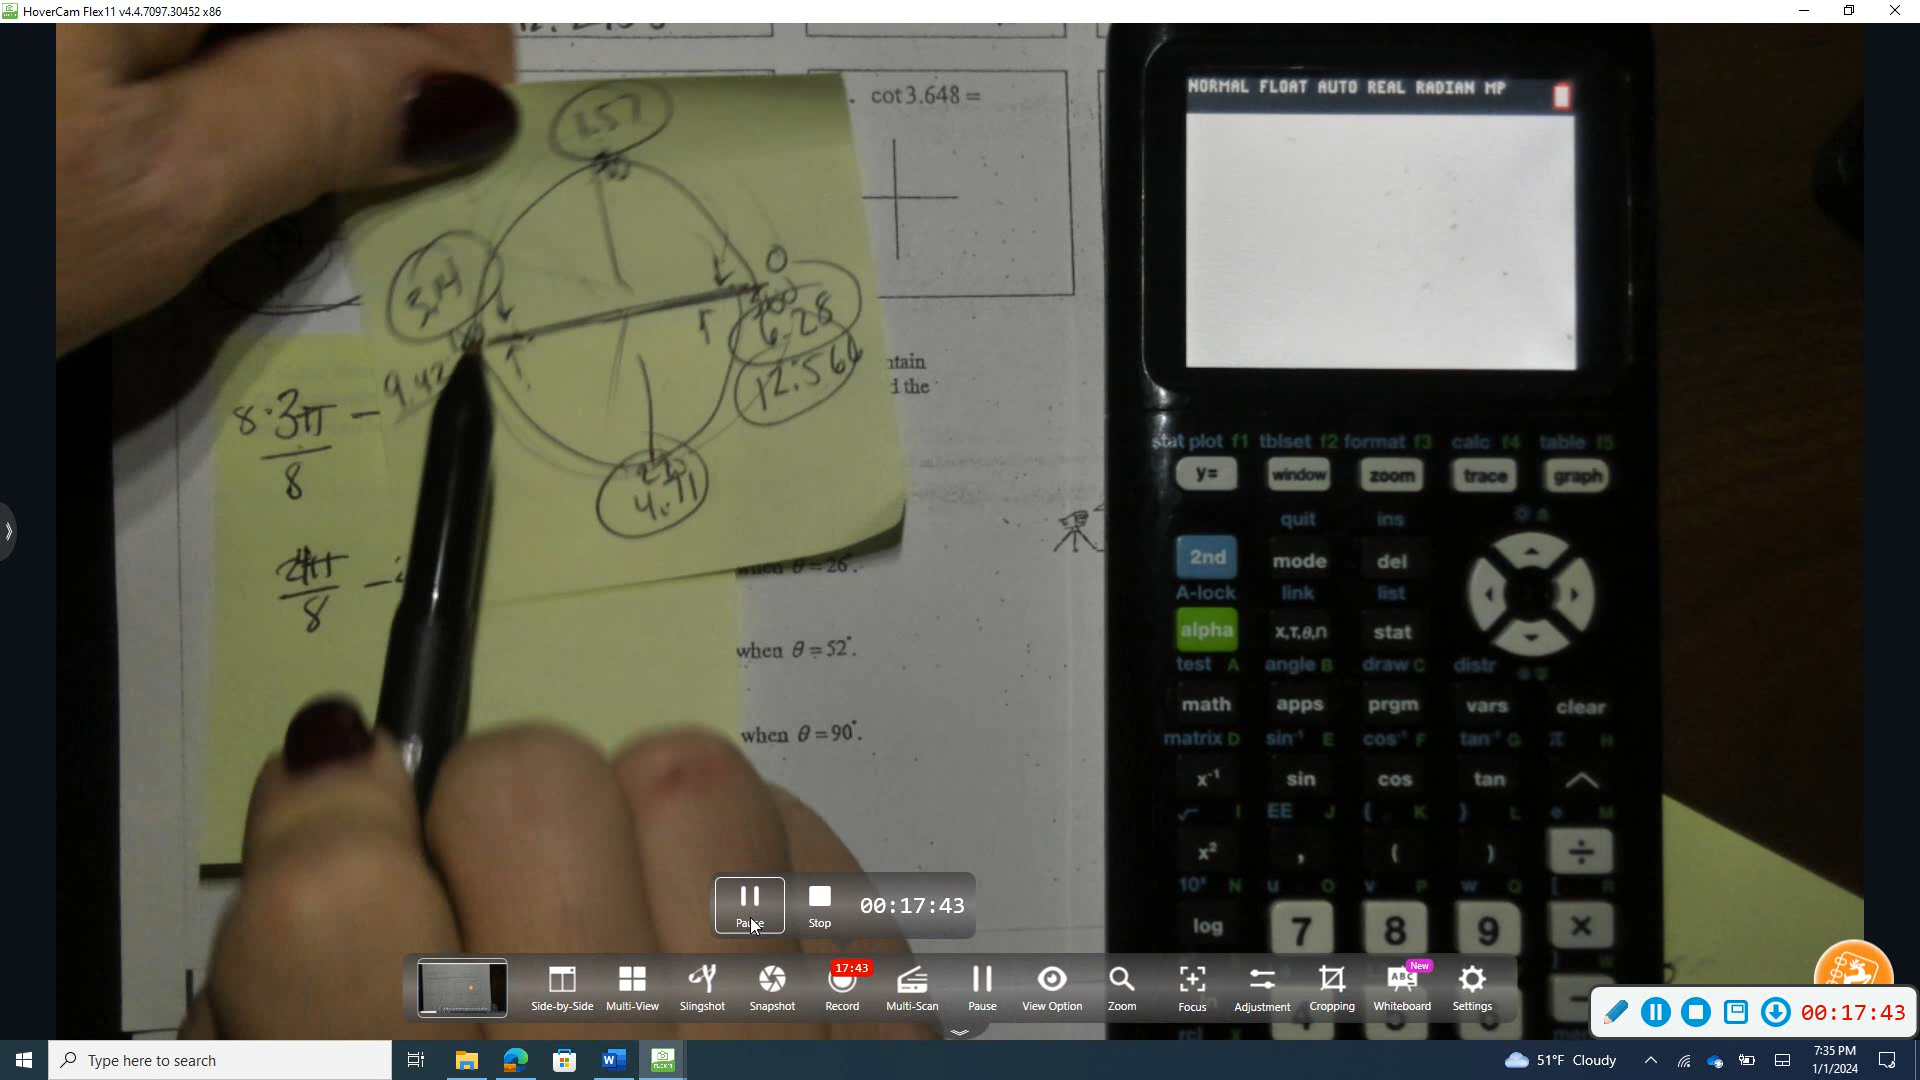 HoverCam Flex11 v4.4.7097.30452 x86
cot 3.648 =
1.57
3.14
0
360
6.28
12.56
9.42
8·3π
8
4.71
4π
8
ntain
d the
when θ = 26°.
when θ = 52°.
when θ = 90°.
NORMAL FLOAT AUTO REAL RADIAN MP
stat plot f1 tblset f2 format f3 calc f4 table f5
y= window zoom trace graph
quit ins
2nd mode del
A-lock link list
alpha X,T,θ,n stat
test A angle B draw C distr
math apps prgm vars clear
matrix D sin⁻¹ E cos⁻¹ F tan⁻¹ G π H
x⁻¹ sin cos tan ^
√ I EE J { K } L e M
x² , ( ) ÷
10ˣ N u O v P w Q [ R
log 7 8 9 ×
rcl X
Pause Stop 00:17:43
17:43 New
Side-by-Side Multi-View Slingshot Snapshot Record Multi-Scan Pause View Option Zoom Focus Adjustment Cropping Whiteboard Settings
ABC
00:17:43
Type here to search
51°F Cloudy
7:35 PM
1/1/2024